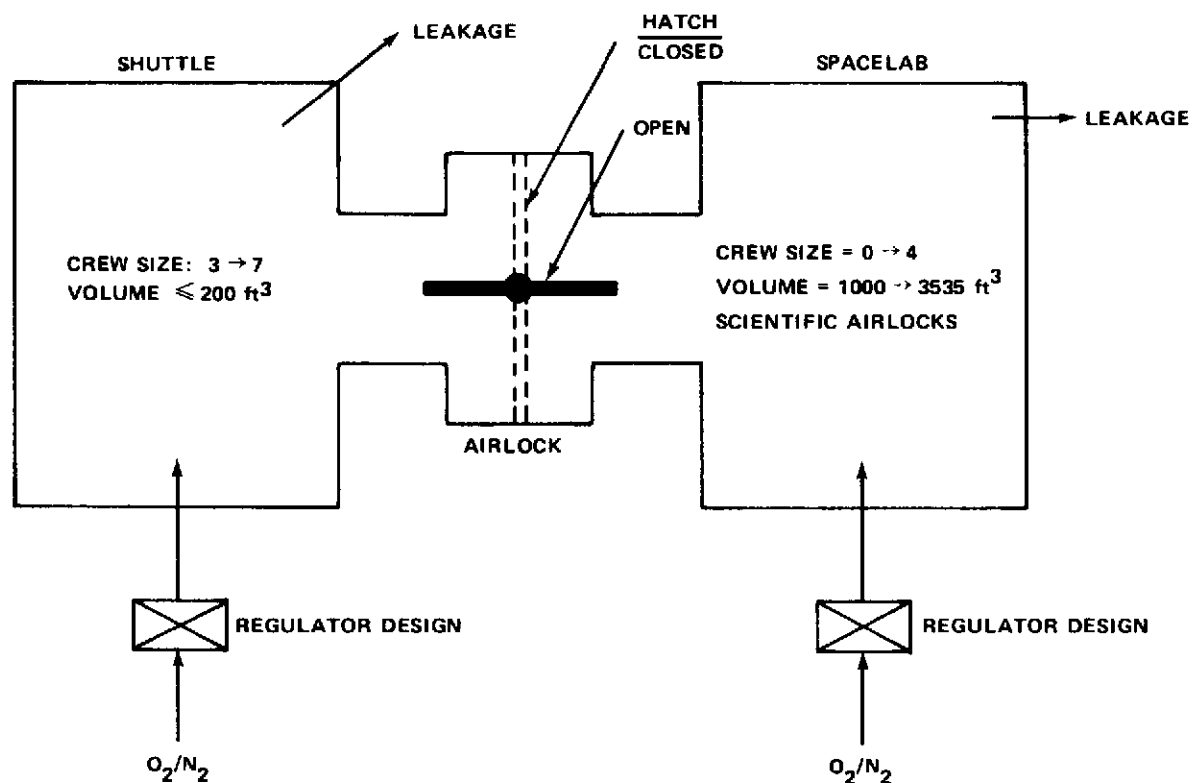 LEAKAGE
HATCH
CLOSED
SHUTTLE
SPACELAB
OPEN
LEAKAGE
CREW SIZE: 3 → 7
VOLUME ⩽ 200 ft³
CREW SIZE = 0 → 4
VOLUME = 1000 → 3535 ft³
SCIENTIFIC AIRLOCKS
AIRLOCK
REGULATOR DESIGN
REGULATOR DESIGN
O₂/N₂
O₂/N₂